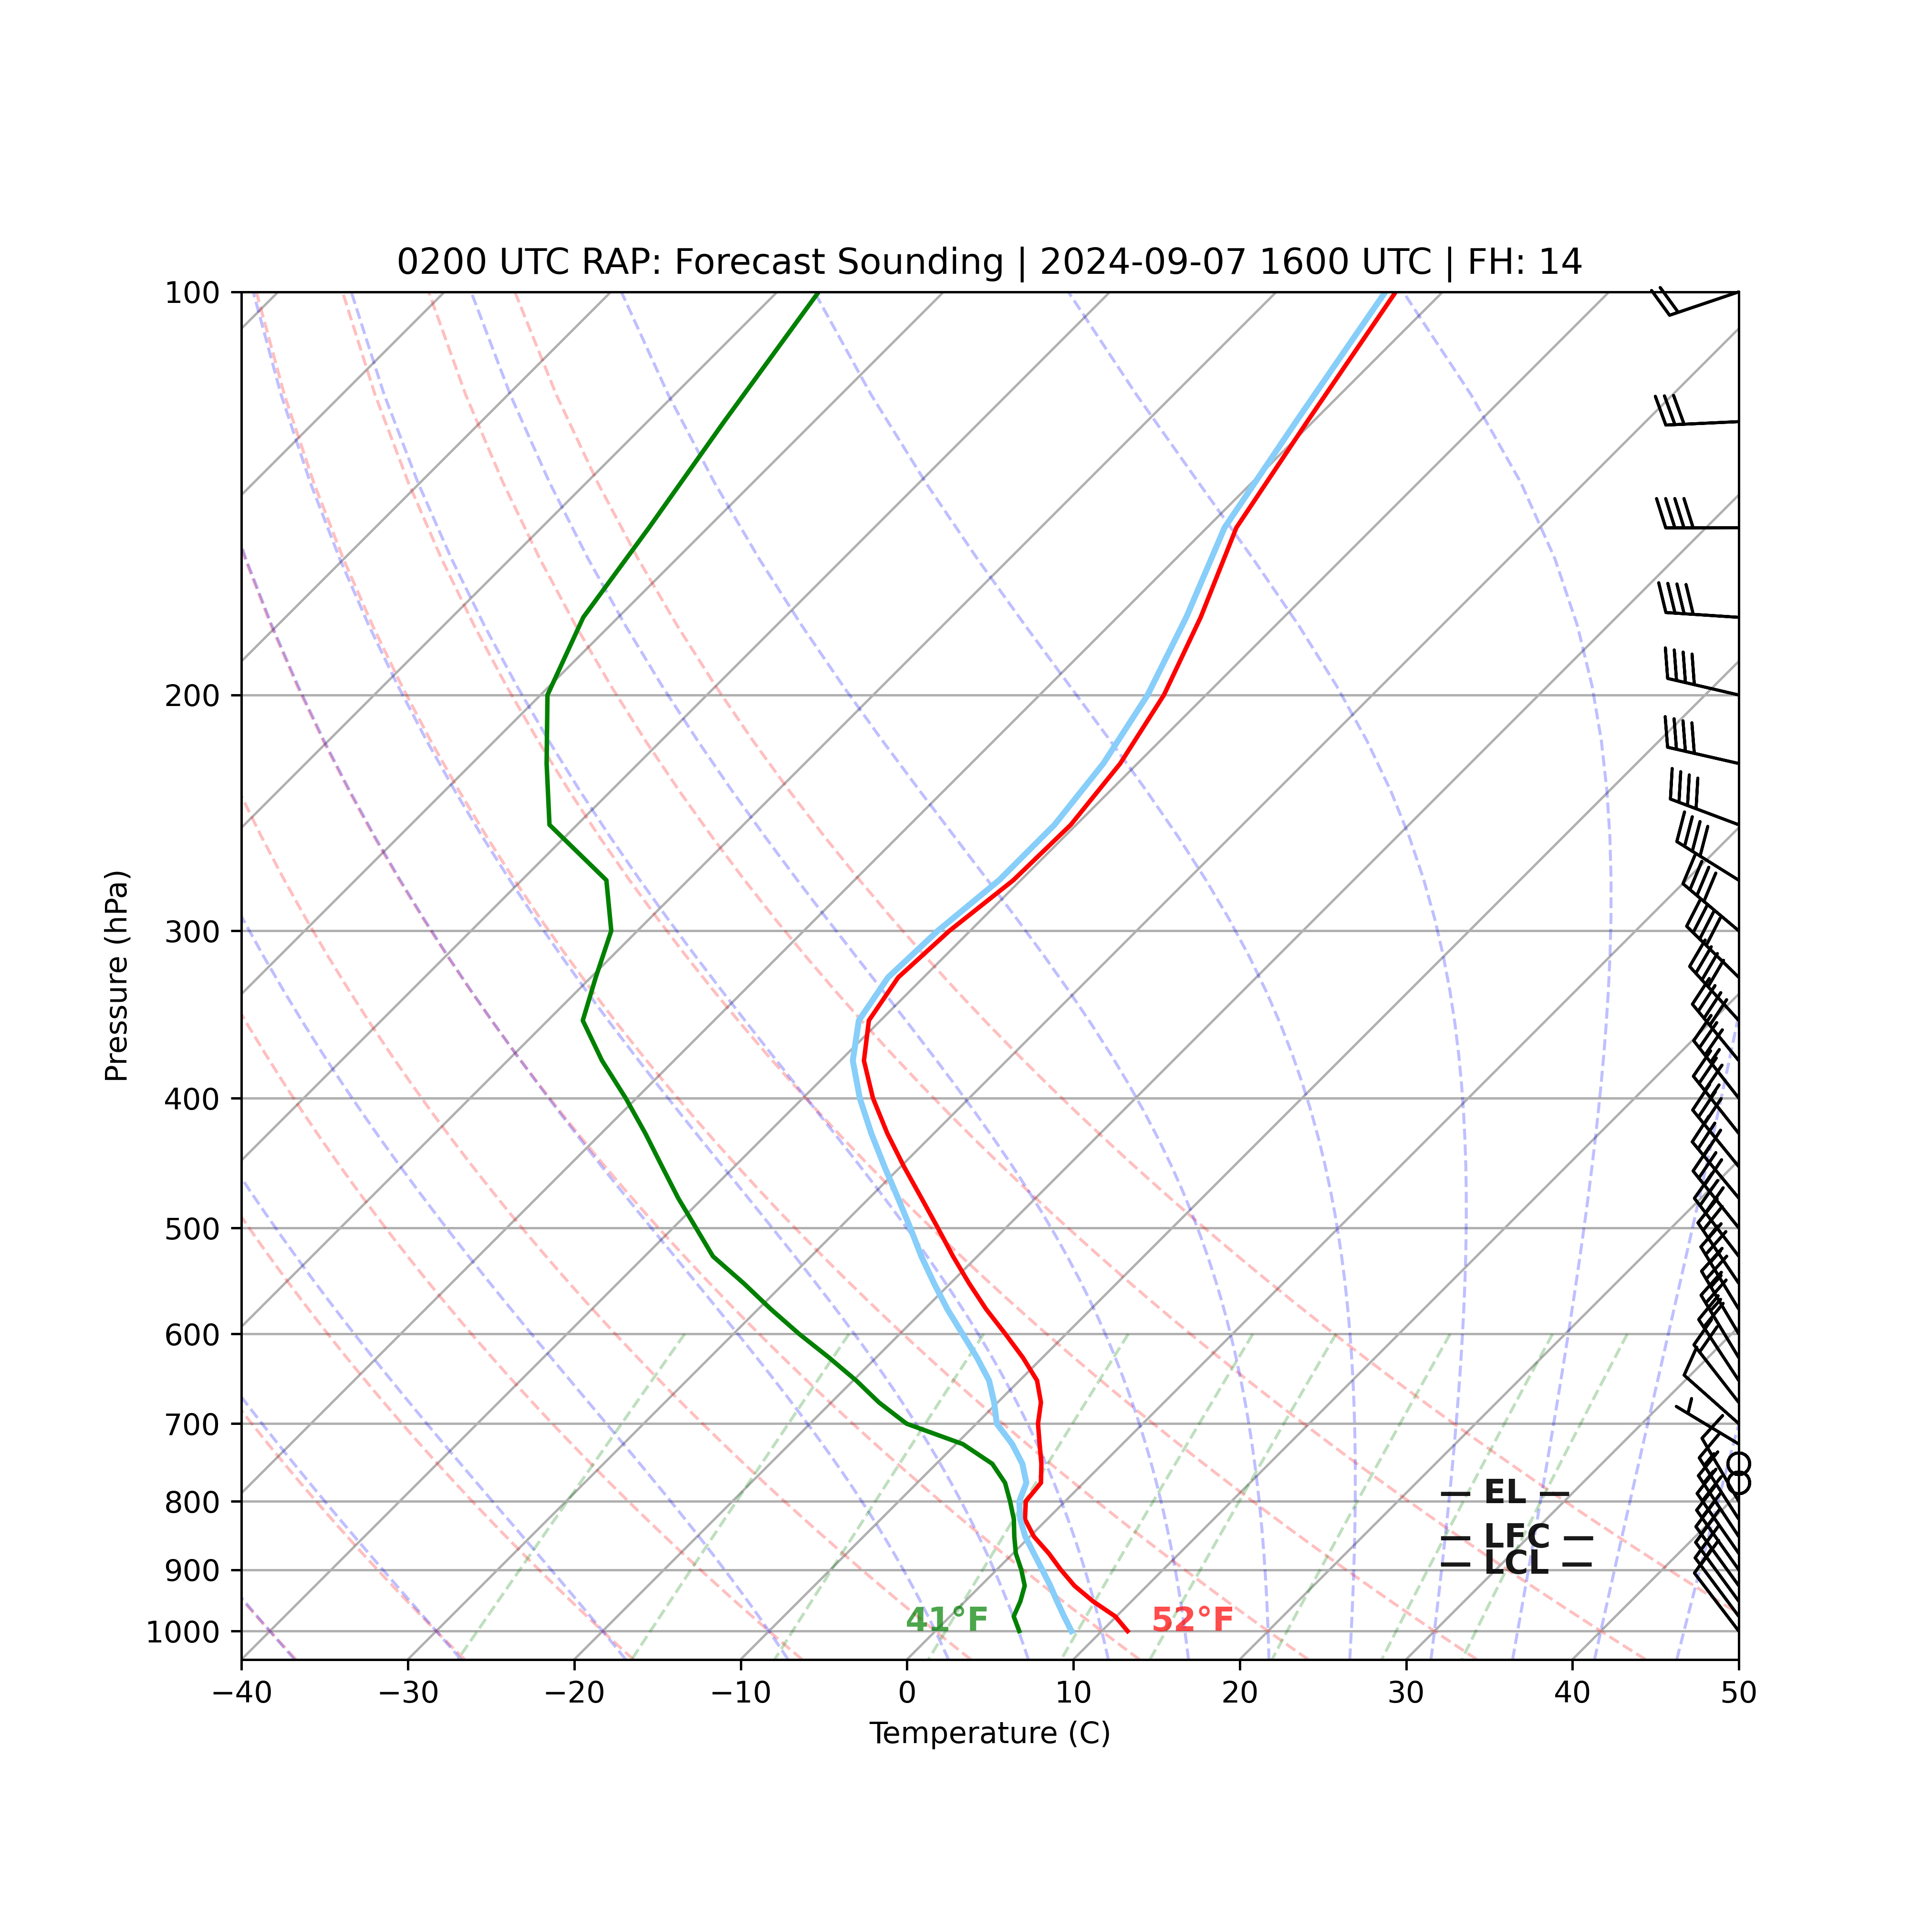 0200 UTC RAP: Forecast Sounding | 2024-09-07 1600 UTC | FH: 14
100
200
300
400
500
600
700
800
900
1000
Pressure (hPa)
— EL —
— LFC —
— LCL —
41°F
52°F
−40 −30 −20 −10 0 10 20 30 40 50
Temperature (C)